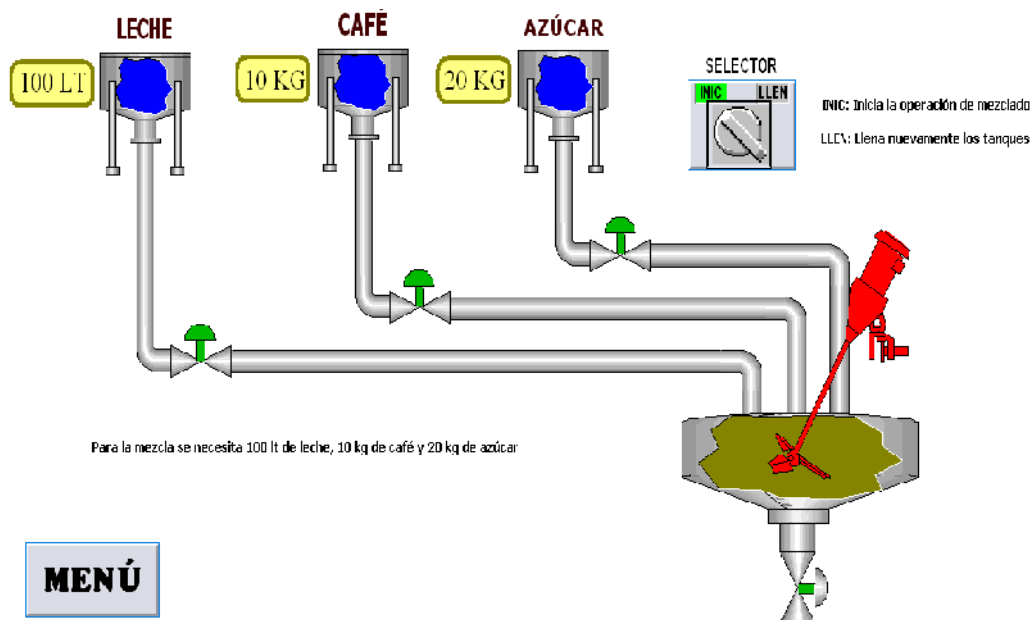 LECHE
CAFÉ
AZÚCAR
100 LT
10 KG
20 KG
SELECTOR
INIC LLEN
INIC: Inicia la operación de mezclado
LLEN: Llena nuevamente los tanques
Para la mezcla se necesita 100 lt de leche, 10 kg de café y 20 kg de azúcar
MENÚ